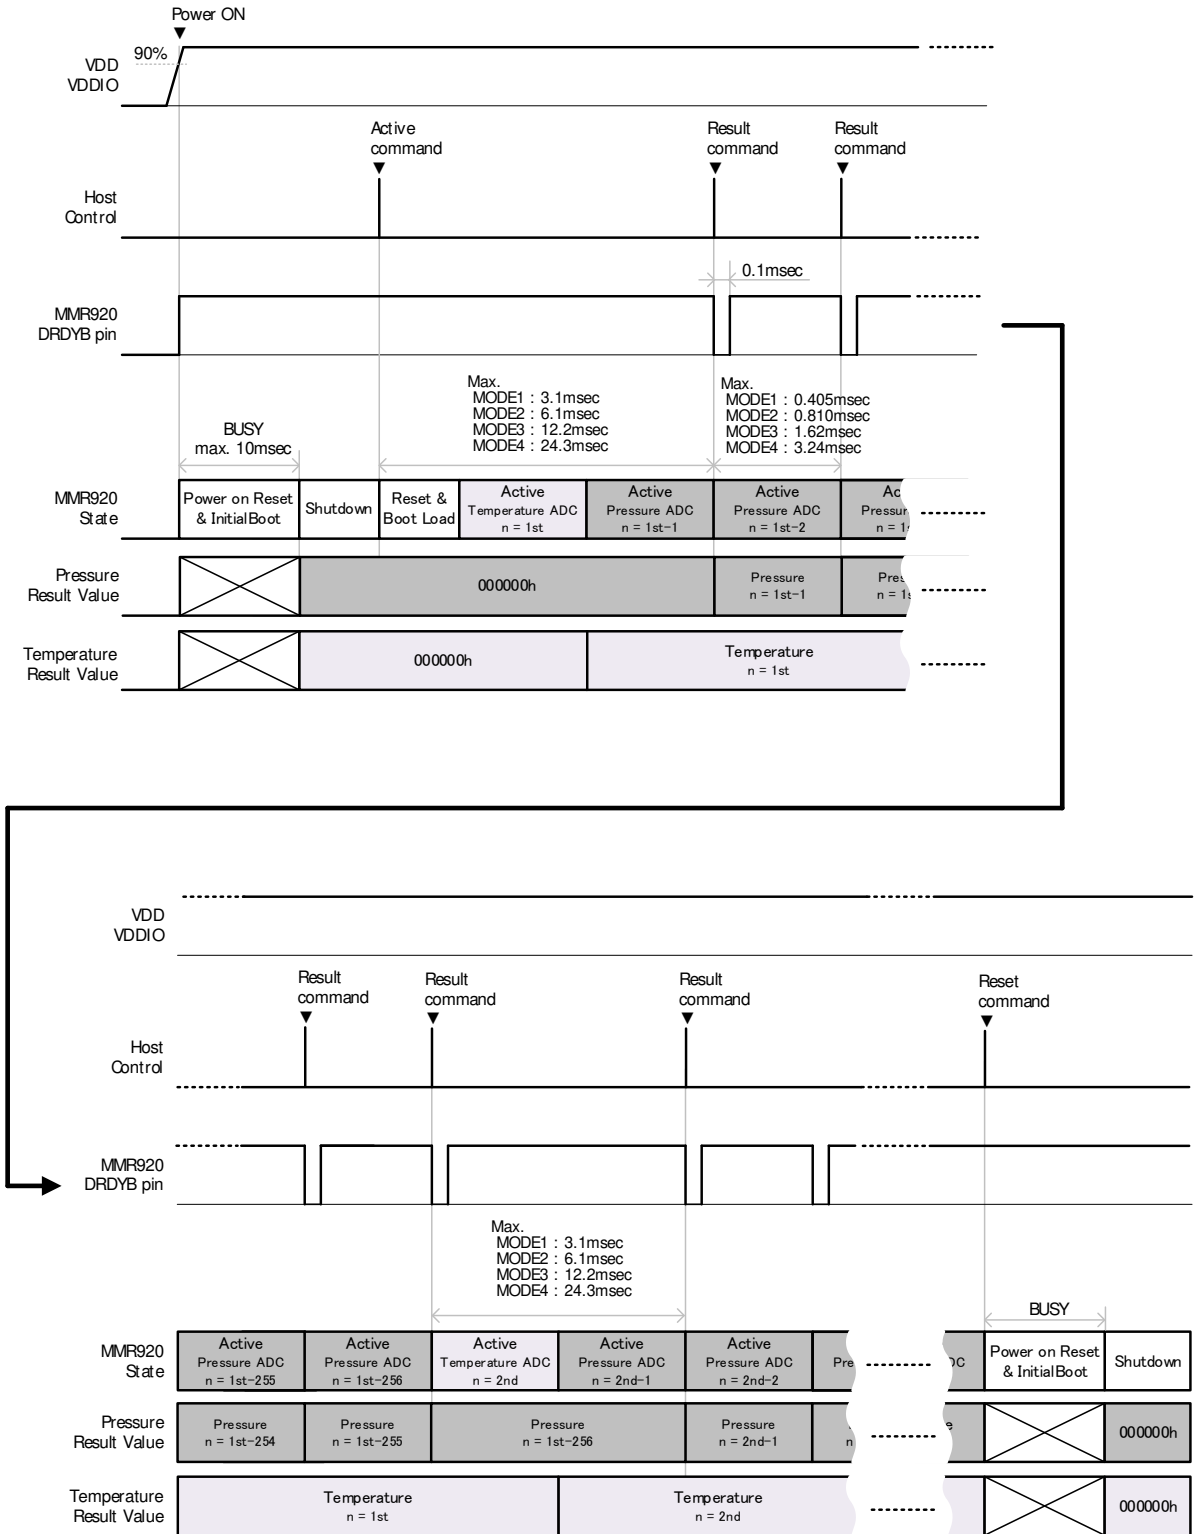 Power ON
90%
VDD
VDDIO
Active
command
Result
command
Result
command
Host
Control
0.1msec
MMR920
DRDYB pin
Max.
MODE1 : 3.1msec
MODE2 : 6.1msec
MODE3 : 12.2msec
MODE4 : 24.3msec
Max.
MODE1 : 0.405msec
MODE2 : 0.810msec
MODE3 : 1.62msec
MODE4 : 3.24msec
BUSY
max. 10msec
MMR920
State
Power on Reset
& InitialBoot
Shutdown
Reset &
Boot Load
Active
Temperature ADC
n = 1st
Active
Pressure ADC
n = 1st-1
Active
Pressure ADC
n = 1st-2
Ac
Pressur
n = 1s
Pressure
Result Value
000000h
Pressure
n = 1st-1
Pres
n = 1s
Temperature
Result Value
000000h
Temperature
n = 1st
VDD
VDDIO
Result
command
Result
command
Result
command
Reset
command
Host
Control
MMR920
DRDYB pin
Max.
MODE1 : 3.1msec
MODE2 : 6.1msec
MODE3 : 12.2msec
MODE4 : 24.3msec
BUSY
MMR920
State
Active
Pressure ADC
n = 1st-255
Active
Pressure ADC
n = 1st-256
Active
Temperature ADC
n = 2nd
Active
Pressure ADC
n = 2nd-1
Active
Pressure ADC
n = 2nd-2
Pre
DC
Power on Reset
& InitialBoot
Shutdown
Pressure
Result Value
Pressure
n = 1st-254
Pressure
n = 1st-255
Pressure
n = 1st-256
Pressure
n = 2nd-1
n
e
000000h
Temperature
Result Value
Temperature
n = 1st
Temperature
n = 2nd
000000h